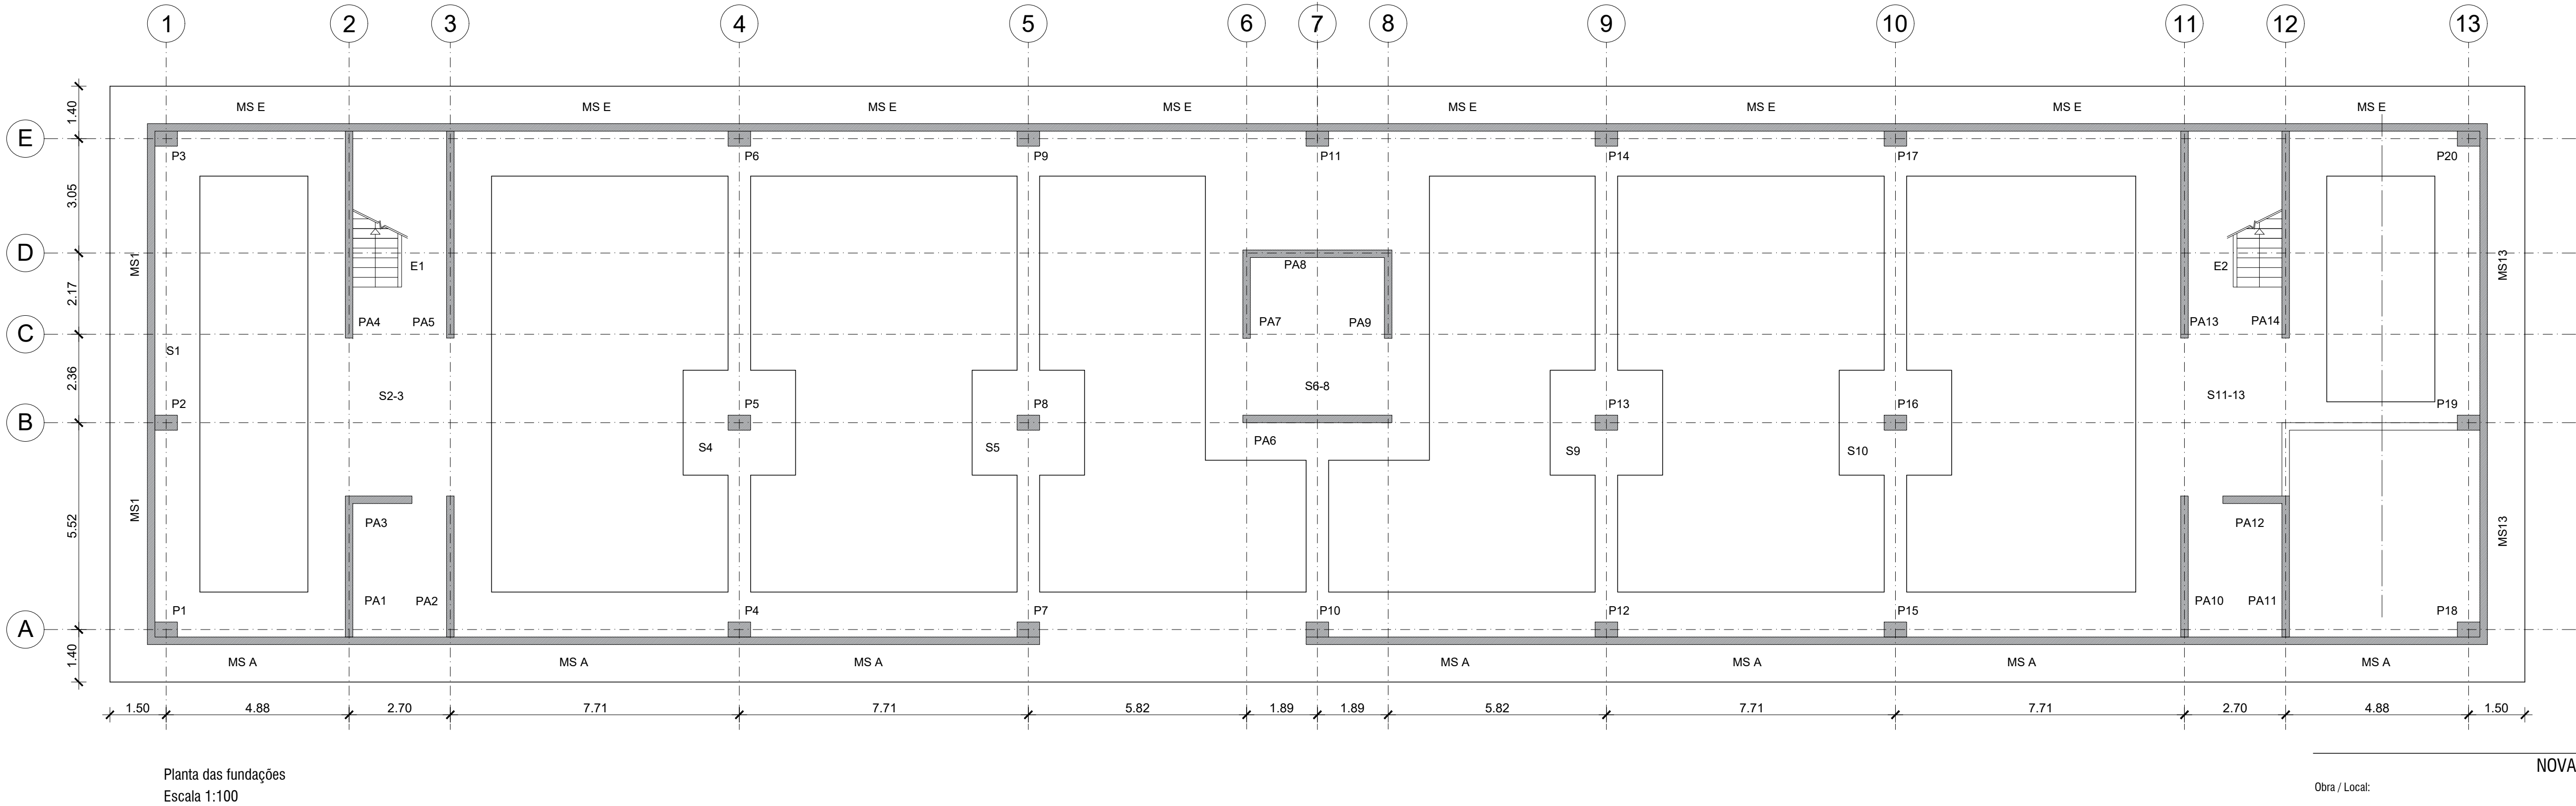 1 2 3 4 5 6 7 8 9 10 11 12 13
1.40
MS E MS E MS E MS E MS E MS E MS E MS E
E
P3 P6 P9 P11 P14 P17 P20
3.05
D
MS1 E1 PA8 E2 MS13
2.17
PA4 PA5 PA7 PA9 PA13 PA14
C
S1
2.36
S2-3 S6-8 S11-13
P2 P5 P8 P13 P16 P19
B
S4 S5 PA6 S9 S10
MS1 PA3 PA12 MS13
5.52
PA1 PA2 PA10 PA11
P1 P4 P7 P10 P12 P15 P18
A
1.40
MS A MS A MS A MS A MS A MS A MS A
1.50 4.88 2.70 7.71 7.71 5.82 1.89 1.89 5.82 7.71 7.71 2.70 4.88 1.50
Planta das fundações
Escala 1:100
NOVA
Obra / Local: